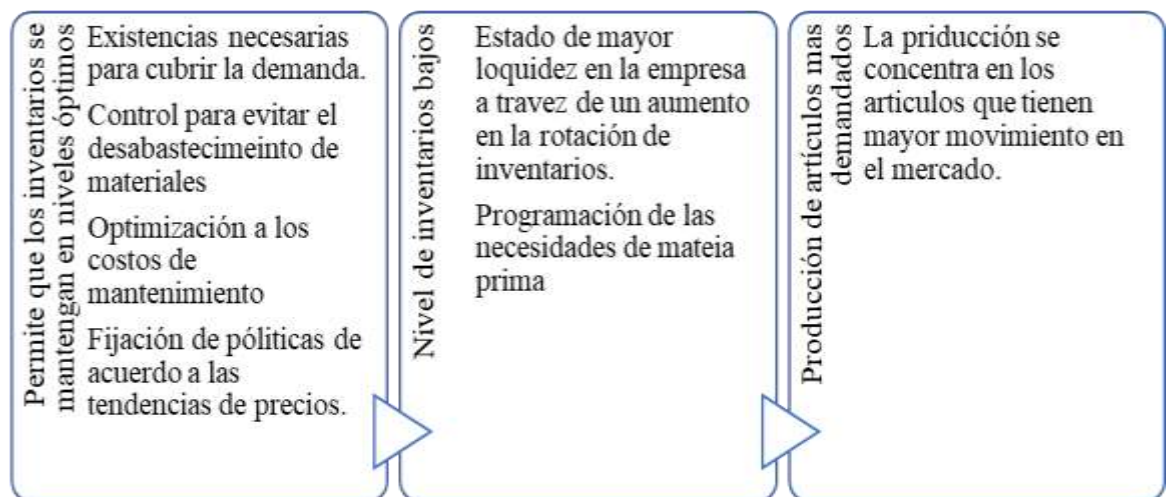 Permite que los inventarios se
mantengan en niveles óptimos
Existencias necesarias
para cubrir la demanda.
Control para evitar el
desabastecimeinto de
materiales
Optimización a los
costos de
mantenimiento
Fijación de póliticas de
acuerdo a las
tendencias de precios.
Nivel de inventarios bajos
Estado de mayor
loquidez en la empresa
a travez de un aumento
en la rotación de
inventarios.
Programación de las
necesidades de mateia
prima
Producción de artículos mas
demandados
La priducción se
concentra en los
articulos que tienen
mayor movimiento en
el mercado.